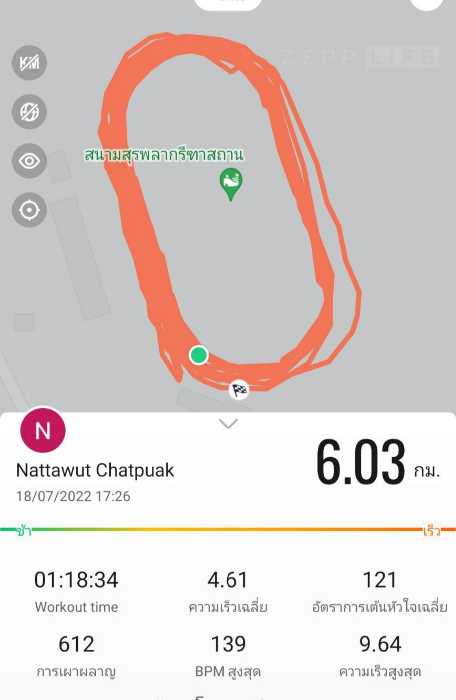 ZEPP LIFE
KM
สนามสุรพลากรีฑาสถาน
N
6.03 กม.
Nattawut Chatpuak
18/07/2022 17:26
ช้า เร็ว
01:18:34 4.61 121
Workout time ความเร็วเฉลี่ย อัตราการเต้นหัวใจเฉลี่ย
612 139 9.64
การเผาผลาญ BPM สูงสุด ความเร็วสูงสุด